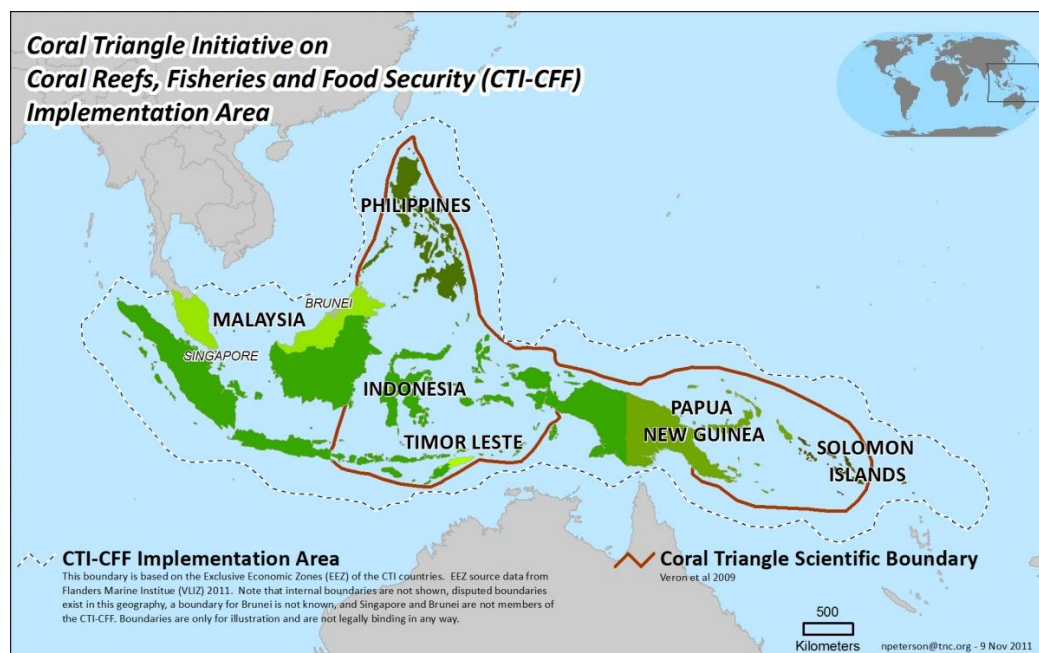 Coral Triangle Initiative on
Coral Reefs, Fisheries and Food Security (CTI-CFF)
Implementation Area
PHILIPPINES
BRUNEI
MALAYSIA
SINGAPORE
INDONESIA
PAPUA
NEW GUINEA
TIMOR LESTE
SOLOMON
ISLANDS
CTI-CFF Implementation Area
This boundary is based on the Exclusive Economic Zones (EEZ) of the CTI countries. EEZ source data from
Flanders Marine Institue (VLIZ) 2011. Note that internal boundaries are not shown, disputed boundaries
exist in this geography, a boundary for Brunei is not known, and Singapore and Brunei are not members of
the CTI-CFF. Boundaries are only for illustration and are not legally binding in any way.
Coral Triangle Scientific Boundary
Veron et al 2009
500
Kilometers
npeterson@tnc.org - 9 Nov 2011